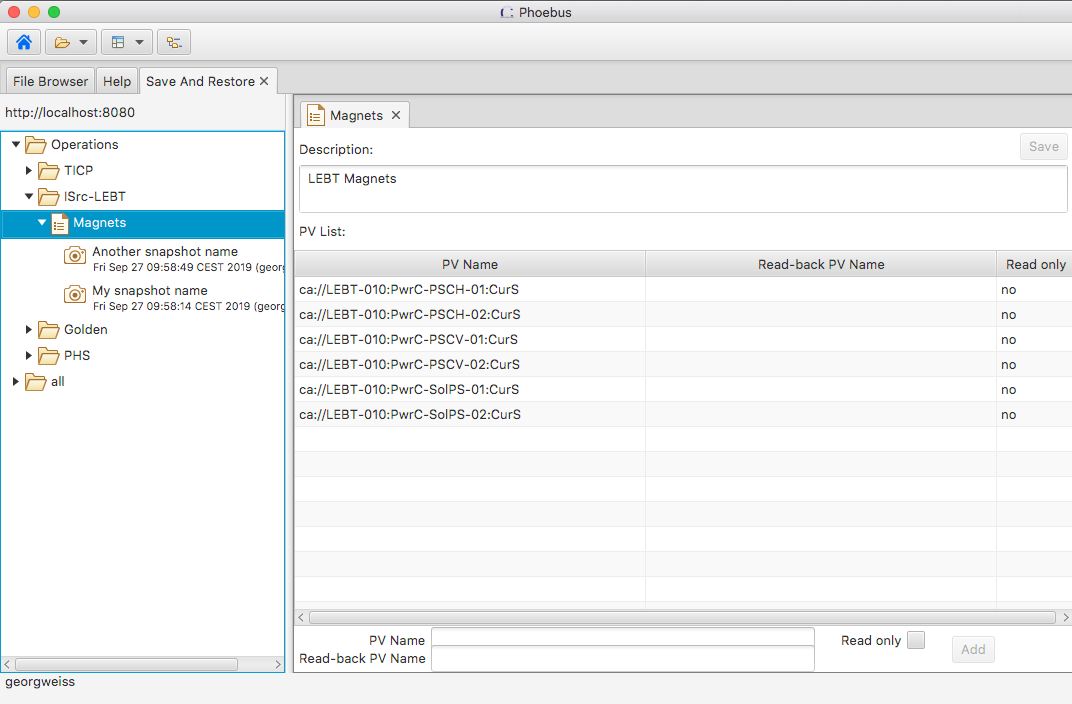 Phoebus
File Browser
Help
Save And Restore
http://localhost:8080
Operations
TICP
ISrc-LEBT
Magnets
Another snapshot name
Fri Sep 27 09:58:49 CEST 2019 (georg
My snapshot name
Fri Sep 27 09:58:14 CEST 2019 (georg
Golden
PHS
all
georgweiss
Magnets
Description:
Save
LEBT Magnets
PV List:
PV Name Read-back PV Name Read only
ca://LEBT-010:PwrC-PSCH-01:CurS no
ca://LEBT-010:PwrC-PSCH-02:CurS no
ca://LEBT-010:PwrC-PSCV-01:CurS no
ca://LEBT-010:PwrC-PSCV-02:CurS no
ca://LEBT-010:PwrC-SolPS-01:CurS no
ca://LEBT-010:PwrC-SolPS-02:CurS no
PV Name
Read-back PV Name
Read only
Add